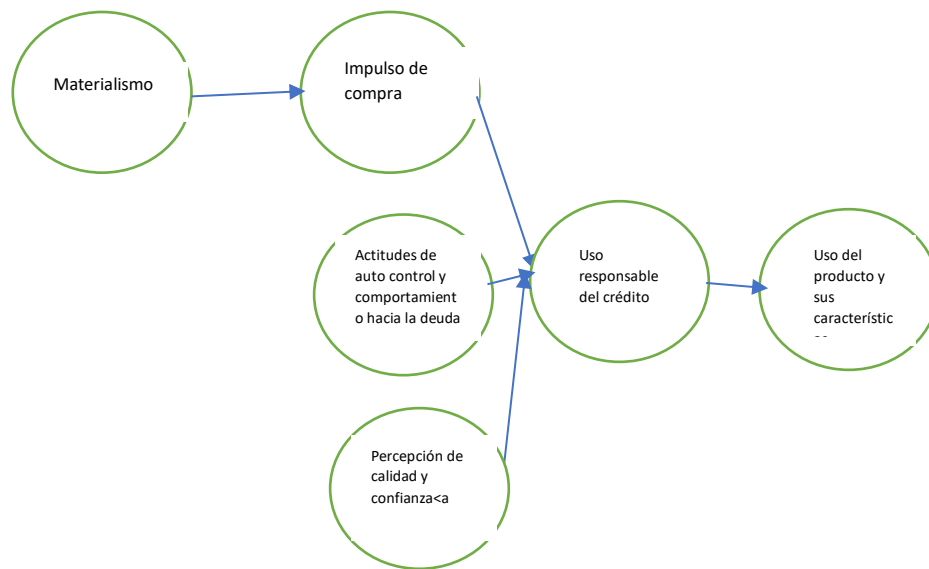 Materialismo
Impulso de
compra
Actitudes de
auto control y
comportamient
o hacia la deuda
Uso
responsable
del crédito
Uso del
producto y
sus
característic
Percepción de
calidad y
confianza<a